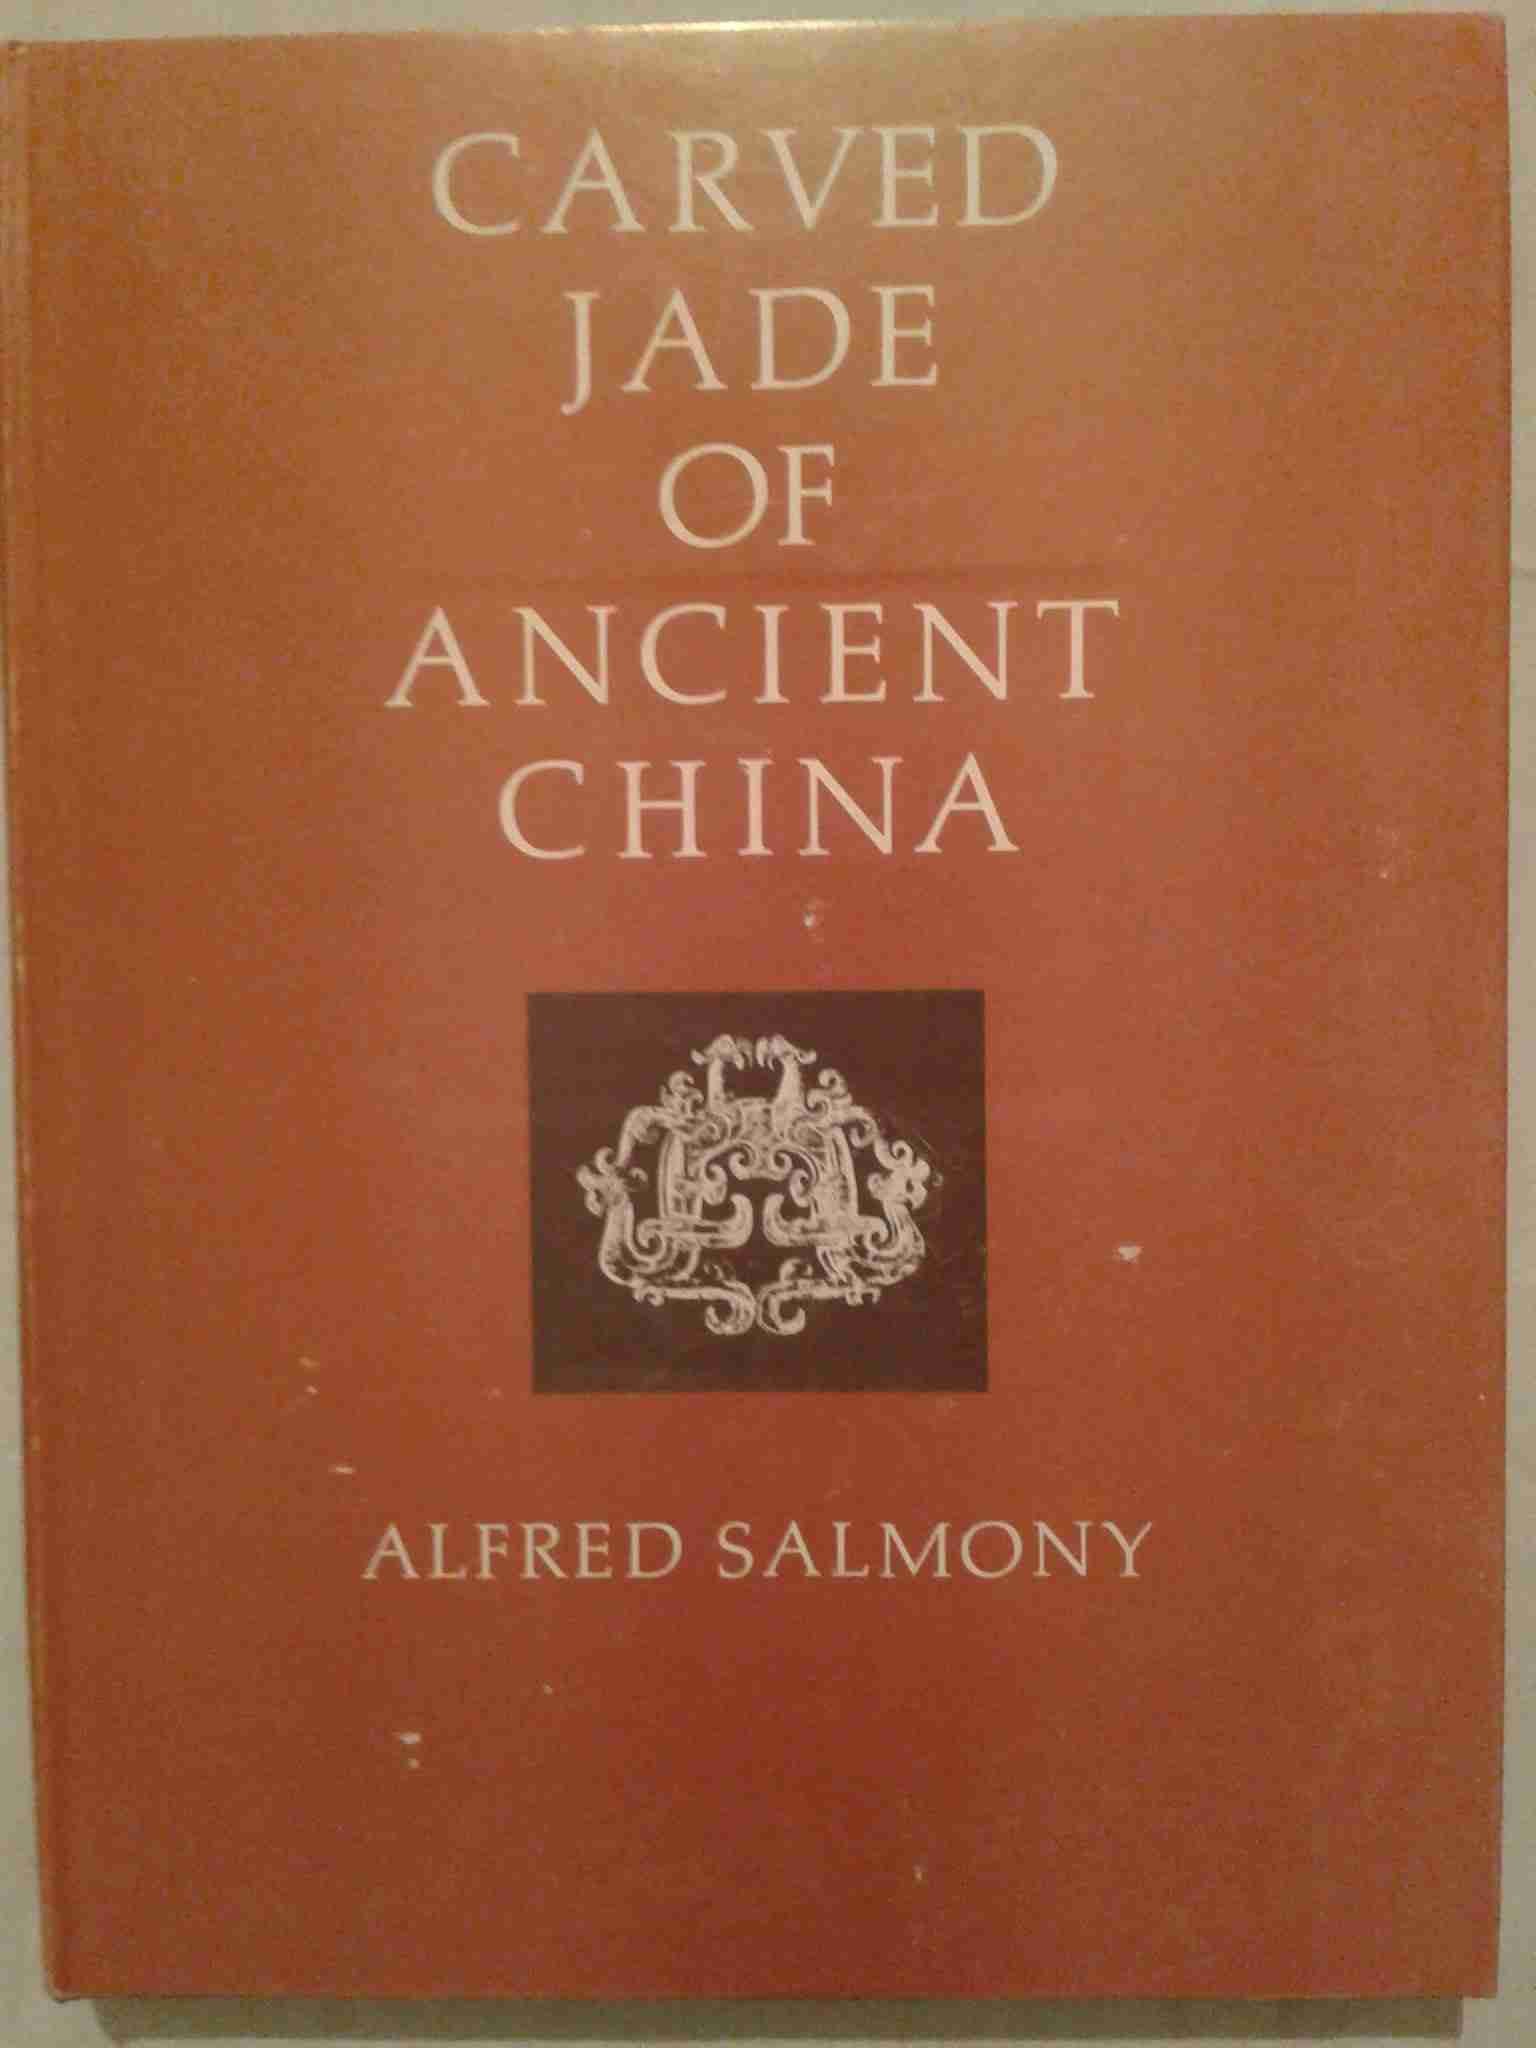 CARVED
JADE
OF
ANCIENT
CHINA
ALFRED SALMONY